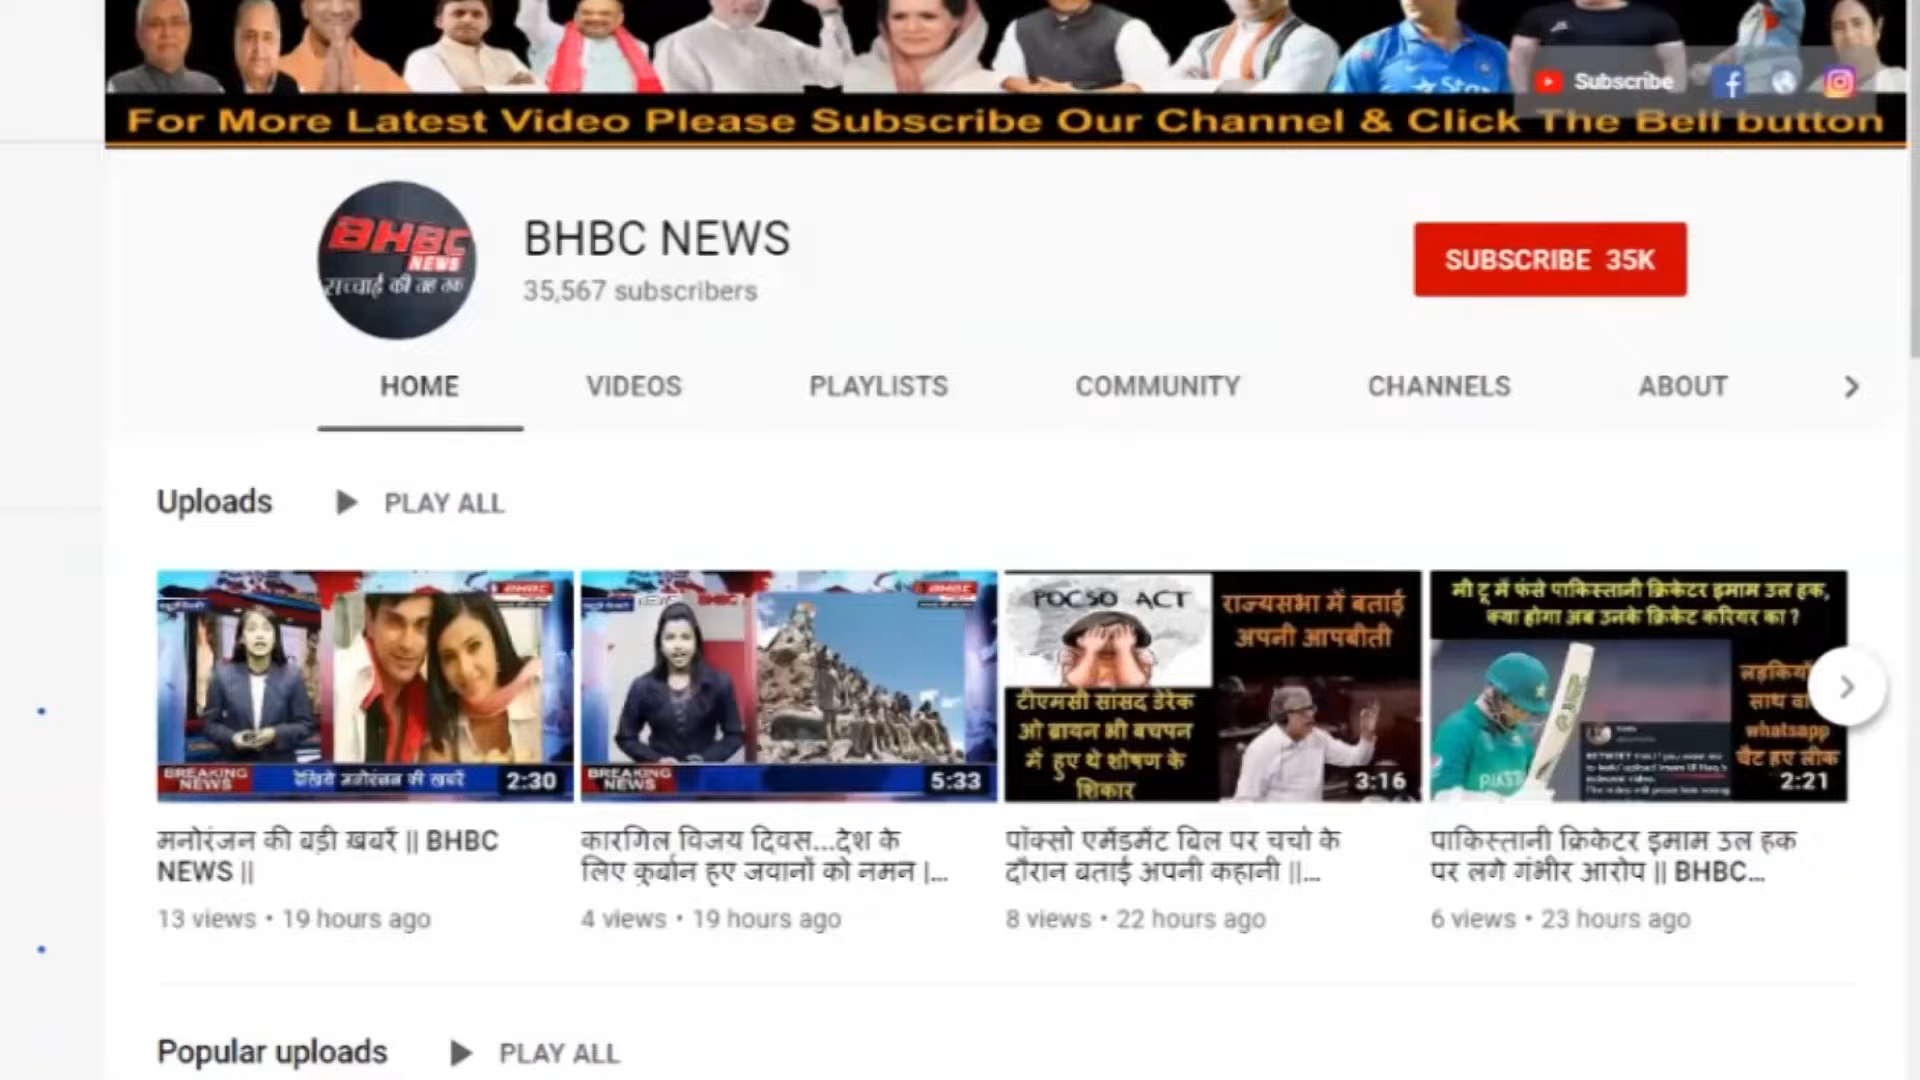 Subscribe
For More Latest Video Please Subscribe Our Channel & Click The Bell button
BHBC
NEWS
सच्चाई की तह तक
BHBC NEWS
35,567 subscribers
SUBSCRIBE 35K
HOME
VIDEOS
PLAYLISTS
COMMUNITY
CHANNELS
ABOUT
Uploads
PLAY ALL
BHBC
BREAKING
NEWS
देखिये मनोरंजन की खबरें
2:30
BHBC
BREAKING
NEWS
5:33
POCSO ACT
राज्यसभा में बताई
अपनी आपबीती
टीएमसी सांसद डेरेक
ओ ब्रायन भी बचपन
में हुए थे शोषण के
शिकार
3:16
मी टू में फंसे पाकिस्तानी क्रिकेटर इमाम उल हक,
क्या होगा अब उनके क्रिकेट करियर का ?
साथ
whatsapp
चैट हुए लीक
2:21
मनोरंजन की बड़ी ख़बरें || BHBC
NEWS ||
13 views • 19 hours ago
कारगिल विजय दिवस...देश के
लिए कुर्बान हुए जवानों को नमन |...
4 views • 19 hours ago
पॉक्सो एमेंडमेंट बिल पर चर्चा के
दौरान बताई अपनी कहानी ||...
8 views • 22 hours ago
पाकिस्तानी क्रिकेटर इमाम उल हक
पर लगे गंभीर आरोप || BHBC...
6 views • 23 hours ago
Popular uploads
PLAY ALL